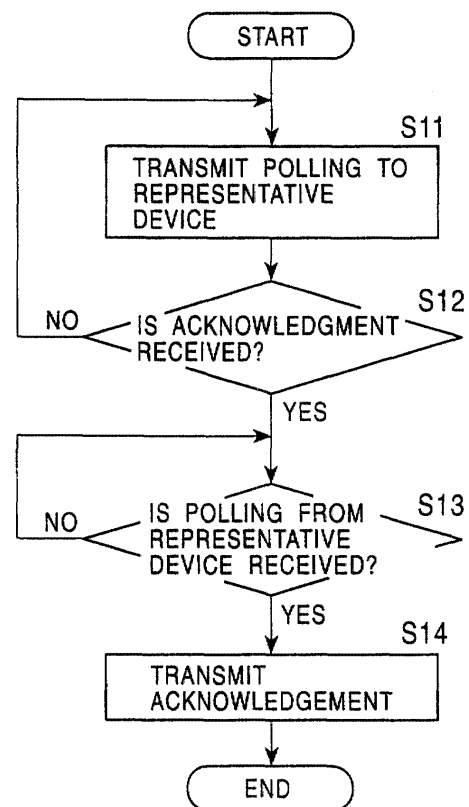 START
S11
TRANSMIT POLLING TO
REPRESENTATIVE
DEVICE
S12
NO
IS ACKNOWLEDGMENT
RECEIVED?
YES
S13
NO
IS POLLING FROM
REPRESENTATIVE
DEVICE RECEIVED?
YES
S14
TRANSMIT
ACKNOWLEDGEMENT
END